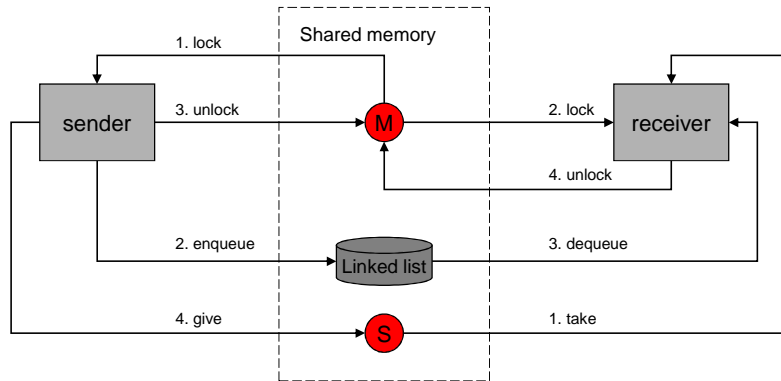 Shared memory
1. lock
sender
3. unlock
M
2. lock
receiver
4. unlock
2. enqueue
Linked list
3. dequeue
4. give
S
1. take